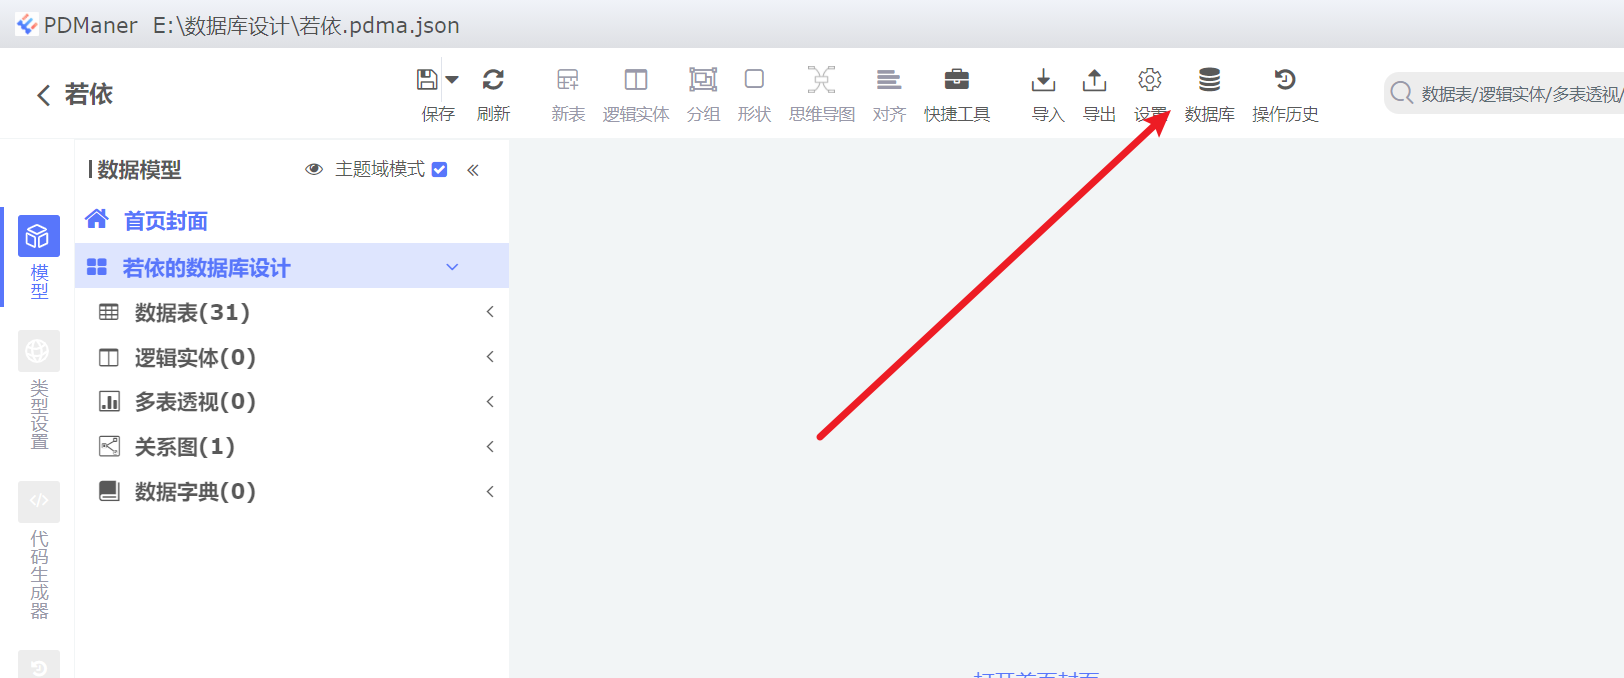 PDManer E:\数据库设计\若依.pdma.json
若依
保存 刷新 新表 逻辑实体 分组 形状 思维导图 对齐 快捷工具 导入 导出 设置 数据库 操作历史
数据表/逻辑实体/多表透视/
数据模型 主题域模式
首页封面
若依的数据库设计
数据表(31)
逻辑实体(0)
多表透视(0)
关系图(1)
数据字典(0)
模型
类型设置
代码生成器
打开首页封面